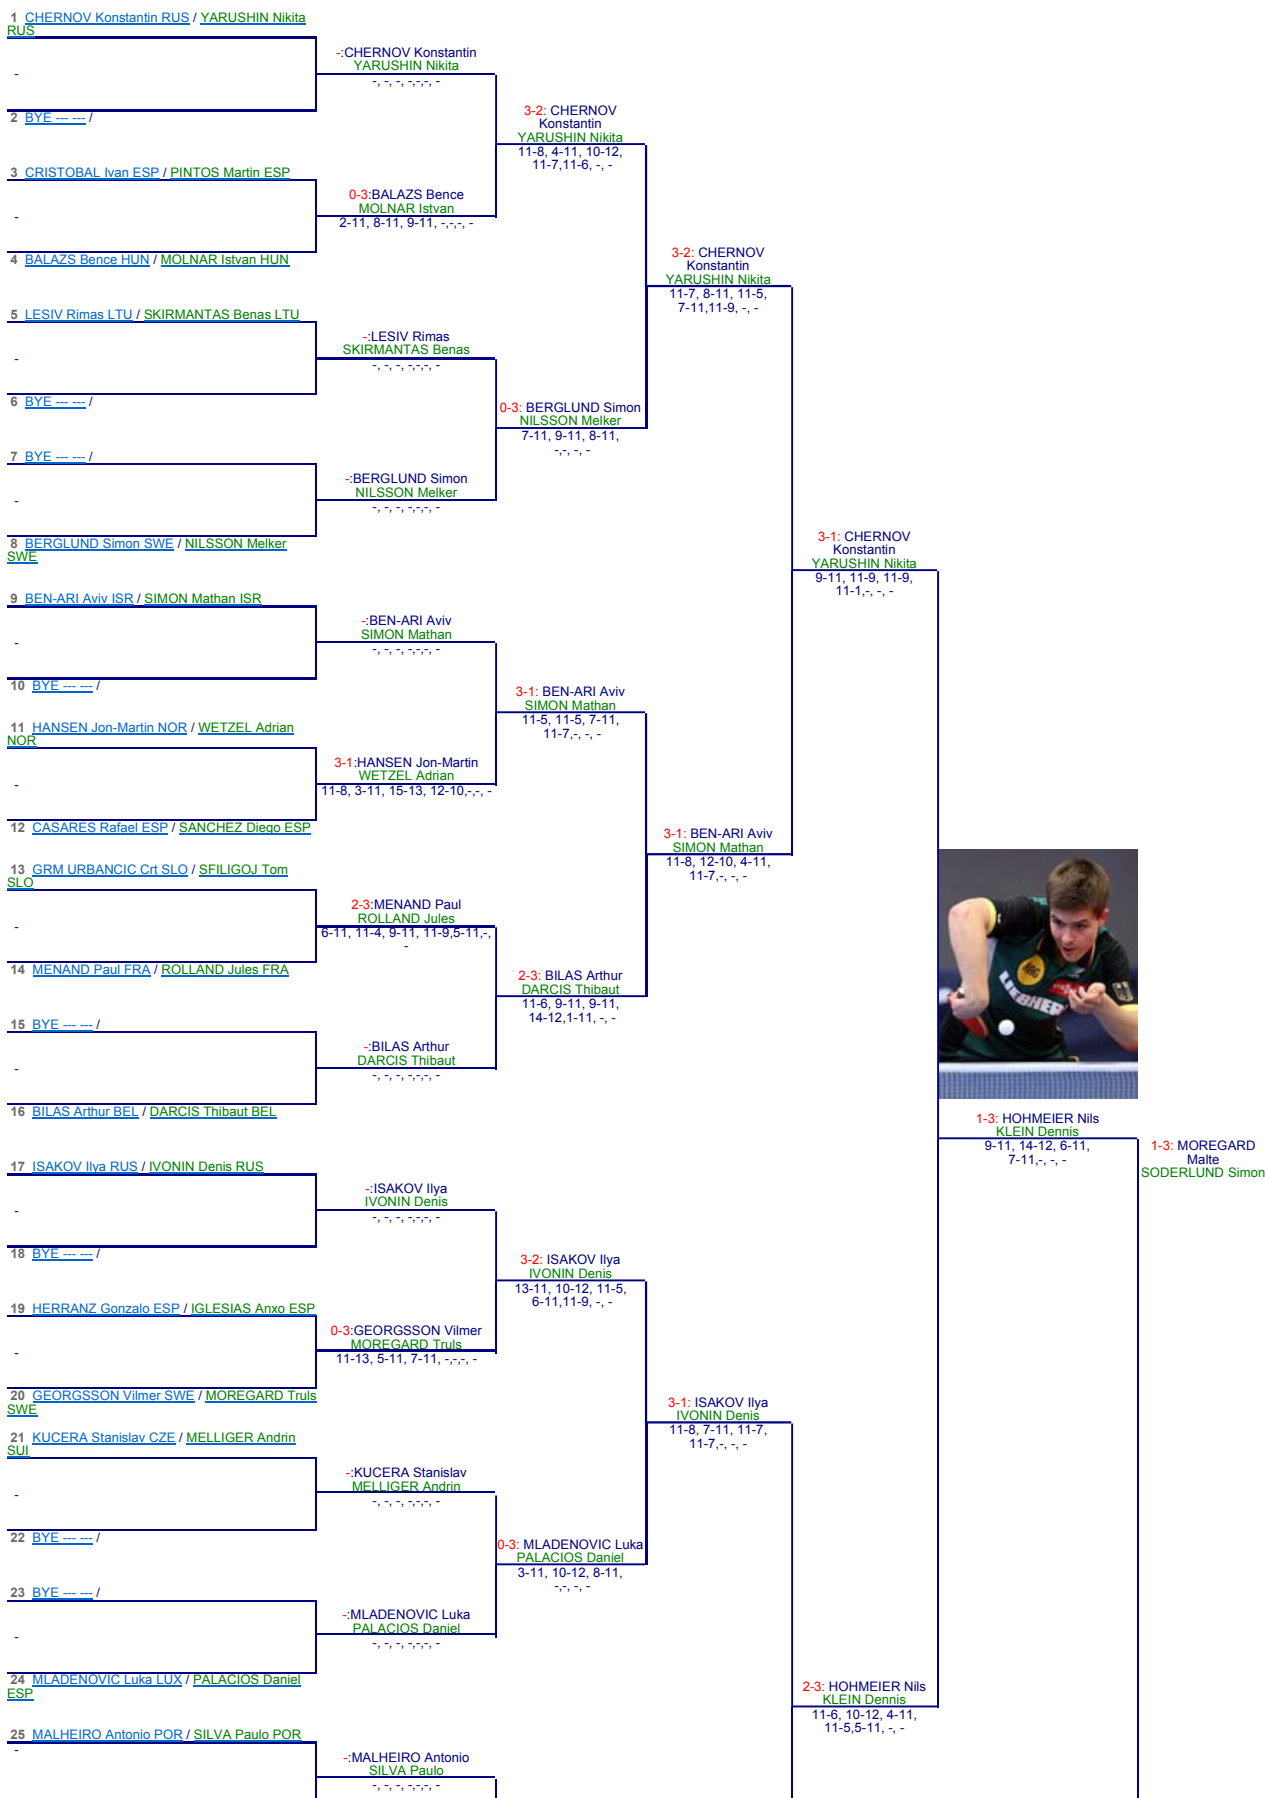 1 CHERNOV Konstantin RUS / YARUSHIN Nikita
RUS
-
2 BYE --- --- /
3 CRISTOBAL Ivan ESP / PINTOS Martin ESP
-
4 BALAZS Bence HUN / MOLNAR Istvan HUN
5 LESIV Rimas LTU / SKIRMANTAS Benas LTU
-
6 BYE --- --- /
7 BYE --- --- /
-
8 BERGLUND Simon SWE / NILSSON Melker
SWE
9 BEN-ARI Aviv ISR / SIMON Mathan ISR
-
10 BYE --- --- /
11 HANSEN Jon-Martin NOR / WETZEL Adrian
NOR
-
12 CASARES Rafael ESP / SANCHEZ Diego ESP
13 GRM URBANCIC Crt SLO / SFILIGOJ Tom
SLO
-
14 MENAND Paul FRA / ROLLAND Jules FRA
15 BYE --- --- /
-
16 BILAS Arthur BEL / DARCIS Thibaut BEL
17 ISAKOV Ilya RUS / IVONIN Denis RUS
-
18 BYE --- --- /
19 HERRANZ Gonzalo ESP / IGLESIAS Anxo ESP
-
20 GEORGSSON Vilmer SWE / MOREGARD Truls
SWE
21 KUCERA Stanislav CZE / MELLIGER Andrin
SUI
-
22 BYE --- --- /
23 BYE --- --- /
-
24 MLADENOVIC Luka LUX / PALACIOS Daniel
ESP
25 MALHEIRO Antonio POR / SILVA Paulo POR
-
-:CHERNOV Konstantin
YARUSHIN Nikita
-, -, -, -,-,-, -
0-3:BALAZS Bence
MOLNAR Istvan
2-11, 8-11, 9-11, -,-,-, -
-:LESIV Rimas
SKIRMANTAS Benas
-, -, -, -,-,-, -
-:BERGLUND Simon
NILSSON Melker
-, -, -, -,-,-, -
-:BEN-ARI Aviv
SIMON Mathan
-, -, -, -,-,-, -
3-1:HANSEN Jon-Martin
WETZEL Adrian
11-8, 3-11, 15-13, 12-10,-,-, -
2-3:MENAND Paul
ROLLAND Jules
6-11, 11-4, 9-11, 11-9,5-11,-,
-
-:BILAS Arthur
DARCIS Thibaut
-, -, -, -,-,-, -
-:ISAKOV Ilya
IVONIN Denis
-, -, -, -,-,-, -
0-3:GEORGSSON Vilmer
MOREGARD Truls
11-13, 5-11, 7-11, -,-,-, -
-:KUCERA Stanislav
MELLIGER Andrin
-, -, -, -,-,-, -
-:MLADENOVIC Luka
PALACIOS Daniel
-, -, -, -,-,-, -
-:MALHEIRO Antonio
SILVA Paulo
-, -, -, -,-,-, -
3-2: CHERNOV
Konstantin
YARUSHIN Nikita
11-8, 4-11, 10-12,
11-7,11-6, -, -
0-3: BERGLUND Simon
NILSSON Melker
7-11, 9-11, 8-11,
-,-, -, -
3-1: BEN-ARI Aviv
SIMON Mathan
11-5, 11-5, 7-11,
11-7,-, -, -
2-3: BILAS Arthur
DARCIS Thibaut
11-6, 9-11, 9-11,
14-12,1-11, -, -
3-2: ISAKOV Ilya
IVONIN Denis
13-11, 10-12, 11-5,
6-11,11-9, -, -
0-3: MLADENOVIC Luka
PALACIOS Daniel
3-11, 10-12, 8-11,
-,-, -, -
3-2: CHERNOV
Konstantin
YARUSHIN Nikita
11-7, 8-11, 11-5,
7-11,11-9, -, -
3-1: BEN-ARI Aviv
SIMON Mathan
11-8, 12-10, 4-11,
11-7,-, -, -
3-1: ISAKOV Ilya
IVONIN Denis
11-8, 7-11, 11-7,
11-7,-, -, -
3-1: CHERNOV
Konstantin
YARUSHIN Nikita
9-11, 11-9, 11-9,
11-1,-, -, -
2-3: HOHMEIER Nils
KLEIN Dennis
11-6, 10-12, 4-11,
11-5,5-11, -, -
LIEBHERR
1-3: HOHMEIER Nils
KLEIN Dennis
9-11, 14-12, 6-11,
7-11,-, -, -
1-3: MOREGARD
Malte
SODERLUND Simon